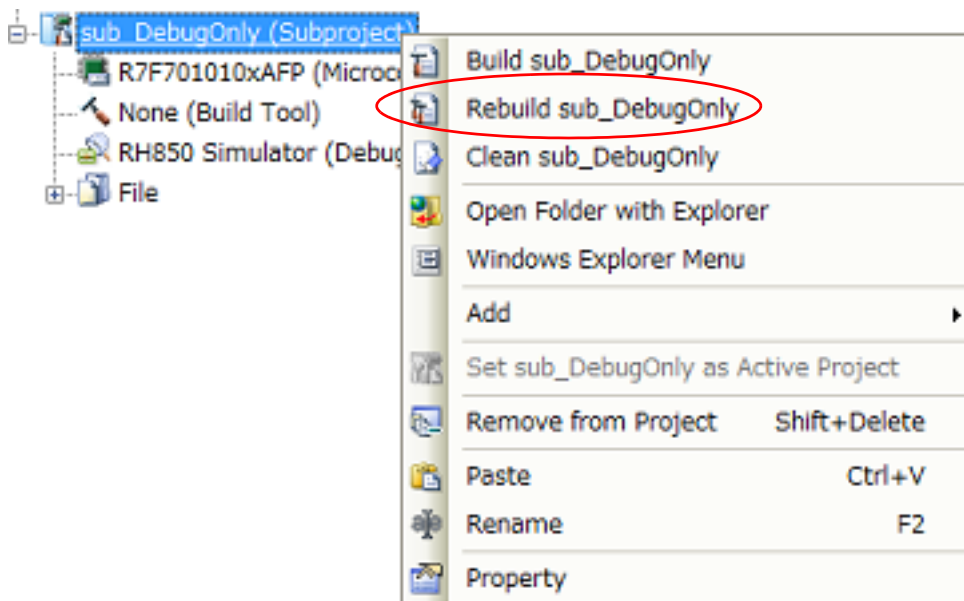 sub_DebugOnly (Subproject)
R7F701010xAFP (Microc
None (Build Tool)
RH850 Simulator (Debug
File
Build sub_DebugOnly
Rebuild sub_DebugOnly
Clean sub_DebugOnly
Open Folder with Explorer
Windows Explorer Menu
Add
Set sub_DebugOnly as Active Project
Remove from Project Shift+Delete
Paste Ctrl+V
Rename F2
Property